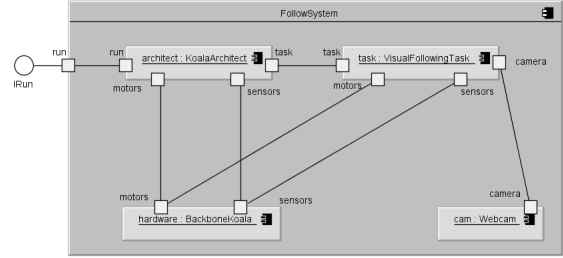 FollowSystem
run
run
architect : KoalaArchitect
task
task
task : VisualFollowingTask
camera
IRun
motors
sensors
motors
sensors
motors
sensors
camera
hardware : BackboneKoala
cam : Webcam